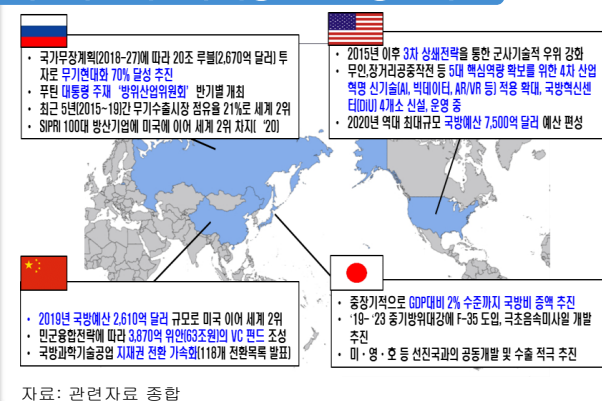 • 국가무장계획(2018-27)에 따라 20조 루블(2,670억 달러) 투
자로 무기현대화 70% 달성 추진
• 푸틴 대통령 주재 ‘방위산업위원회’ 반기별 개최
• 최근 5년(2015~19)간 무기수출시장 점유율 21%로 세계 2위
• SIPRI 100대 방산기업에 미국에 이어 세계 2위 차지( ‘20)
• 2015년 이후 3차 상쇄전략을 통한 군사기술적 우위 강화
• 무인,장거리공중작전 등 5대 핵심역량 확보를 위한 4차 산업
혁명 신기술(AI, 빅데이터, AR/VR 등) 적용 확대, 국방혁신센
터(DIU) 4개소 신설, 운영 중
• 2020년 역대 최대규모 국방예산 7,500억 달러 예산 편성
• 2019년 국방예산 2,610억 달러 규모로 미국 이어 세계 2위
• 민군융합전략에 따라 3,870억 위안(63조원)의 VC 펀드 조성
• 국방과학기술공업 지재권 전환 가속화(118개 전환목록 발표)
• 중장기적으로 GDP대비 2% 수준까지 국방비 증액 추진
• ‘19- ‘23 중기방위대강에 F-35 도입, 극초음속미사일 개발
추진
• 미·영·호 등 선진국과의 공동개발 및 수출 적극 추진
자료: 관련자료 종합